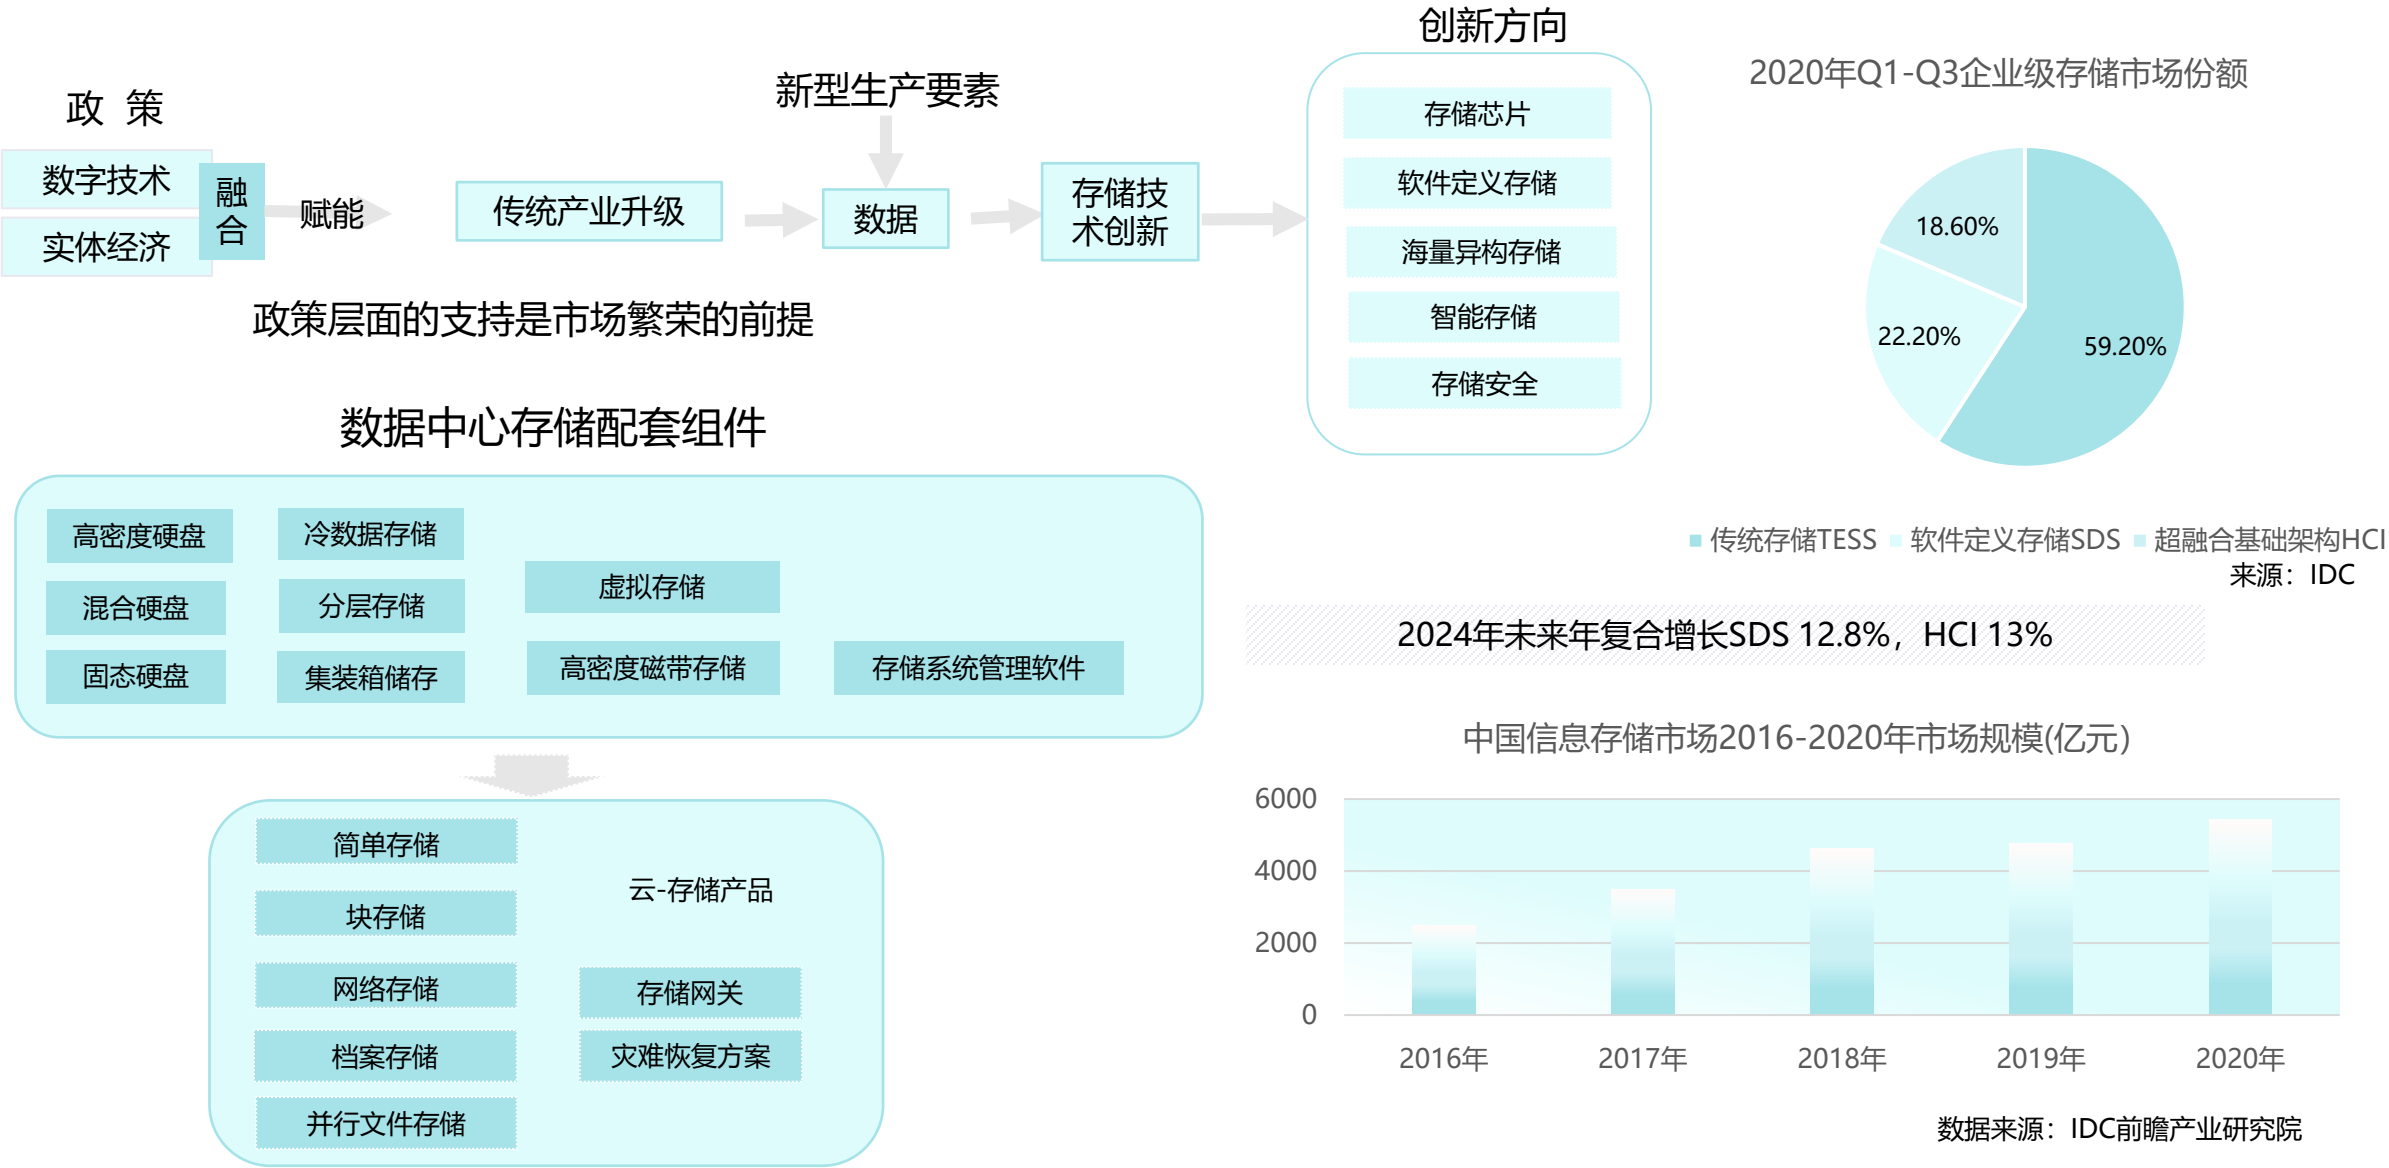 政 策
数字技术
实体经济
融
合
赋能
传统产业升级
新型生产要素
数据
存储技
术创新
政策层面的支持是市场繁荣的前提
创新方向
存储芯片
软件定义存储
海量异构存储
智能存储
存储安全
2020年Q1-Q3企业级存储市场份额
18.60%
22.20%
59.20%
传统存储TESS 软件定义存储SDS 超融合基础架构HCI
来源：IDC
数据中心存储配套组件
高密度硬盘
混合硬盘
固态硬盘
冷数据存储
分层存储
集装箱储存
虚拟存储
高密度磁带存储
存储系统管理软件
简单存储
块存储
网络存储
档案存储
并行文件存储
云-存储产品
存储网关
灾难恢复方案
2024年未来年复合增长SDS 12.8%，HCI 13%
中国信息存储市场2016-2020年市场规模(亿元）
6000
4000
2000
0
2016年 2017年 2018年 2019年 2020年
数据来源：IDC前瞻产业研究院